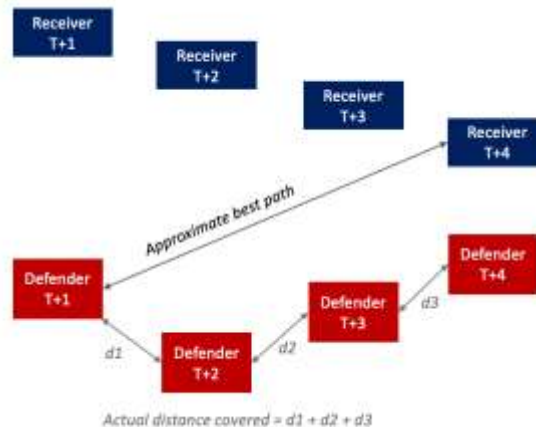 Receiver
T+1
Receiver
T+2
Receiver
T+3
Receiver
T+4
Approximate best path
Defender
T+1
Defender
T+2
Defender
T+3
Defender
T+4
d1
d2
d3
Actual distance covered = d1 + d2 + d3